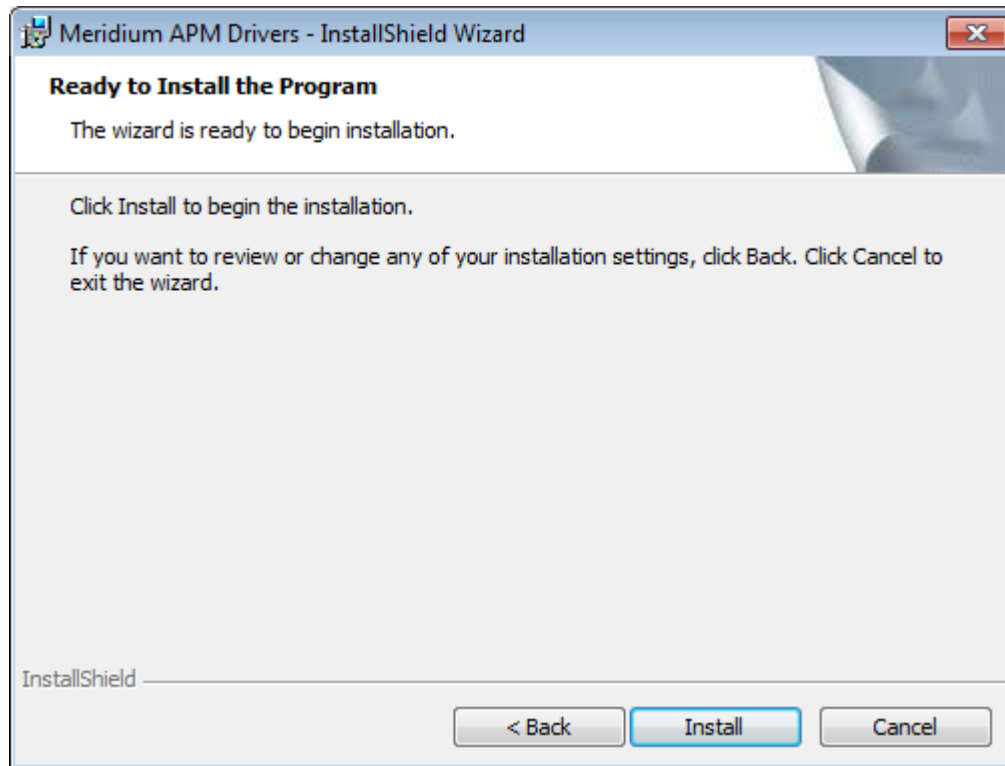 Meridium APM Drivers - InstallShield Wizard
Ready to Install the Program
The wizard is ready to begin installation.
Click Install to begin the installation.
If you want to review or change any of your installation settings, click Back. Click Cancel to
exit the wizard.
InstallShield
< Back
Install
Cancel